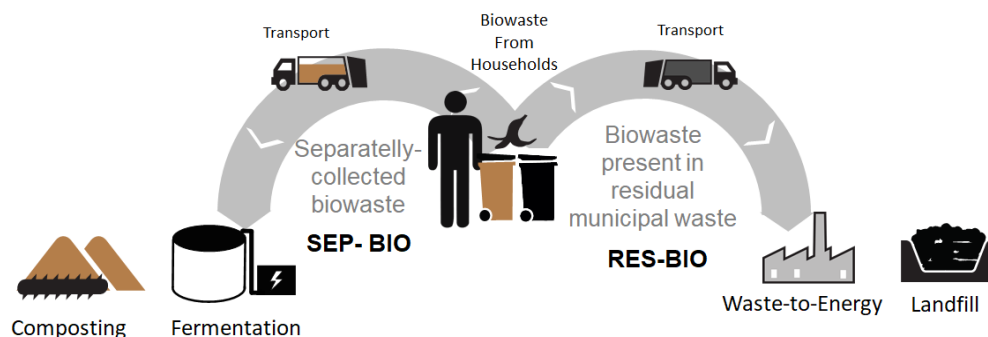 Biowaste
From
Households
Transport
Transport
Separatelly-
collected
biowaste
SEP- BIO
Biowaste
present in
residual
municipal waste
RES-BIO
Composting
Fermentation
Waste-to-Energy
Landfill